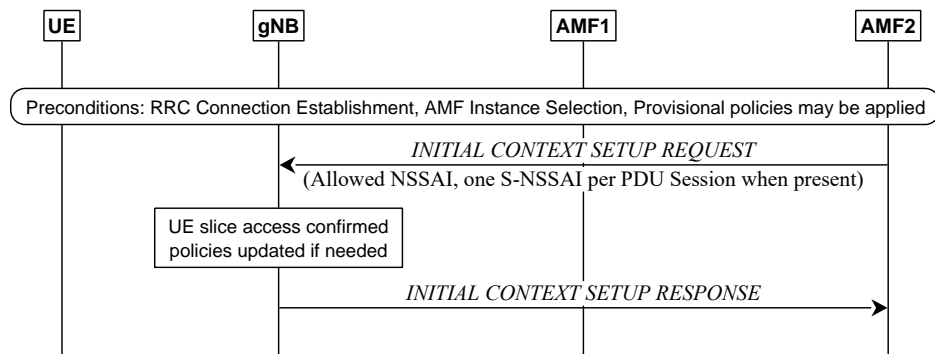 UE gNB AMF1 AMF2
Preconditions: RRC Connection Establishment, AMF Instance Selection, Provisional policies may be applied
INITIAL CONTEXT SETUP REQUEST
(Allowed NSSAI, one S-NSSAI per PDU Session when present)
UE slice access confirmed
policies updated if needed
INITIAL CONTEXT SETUP RESPONSE